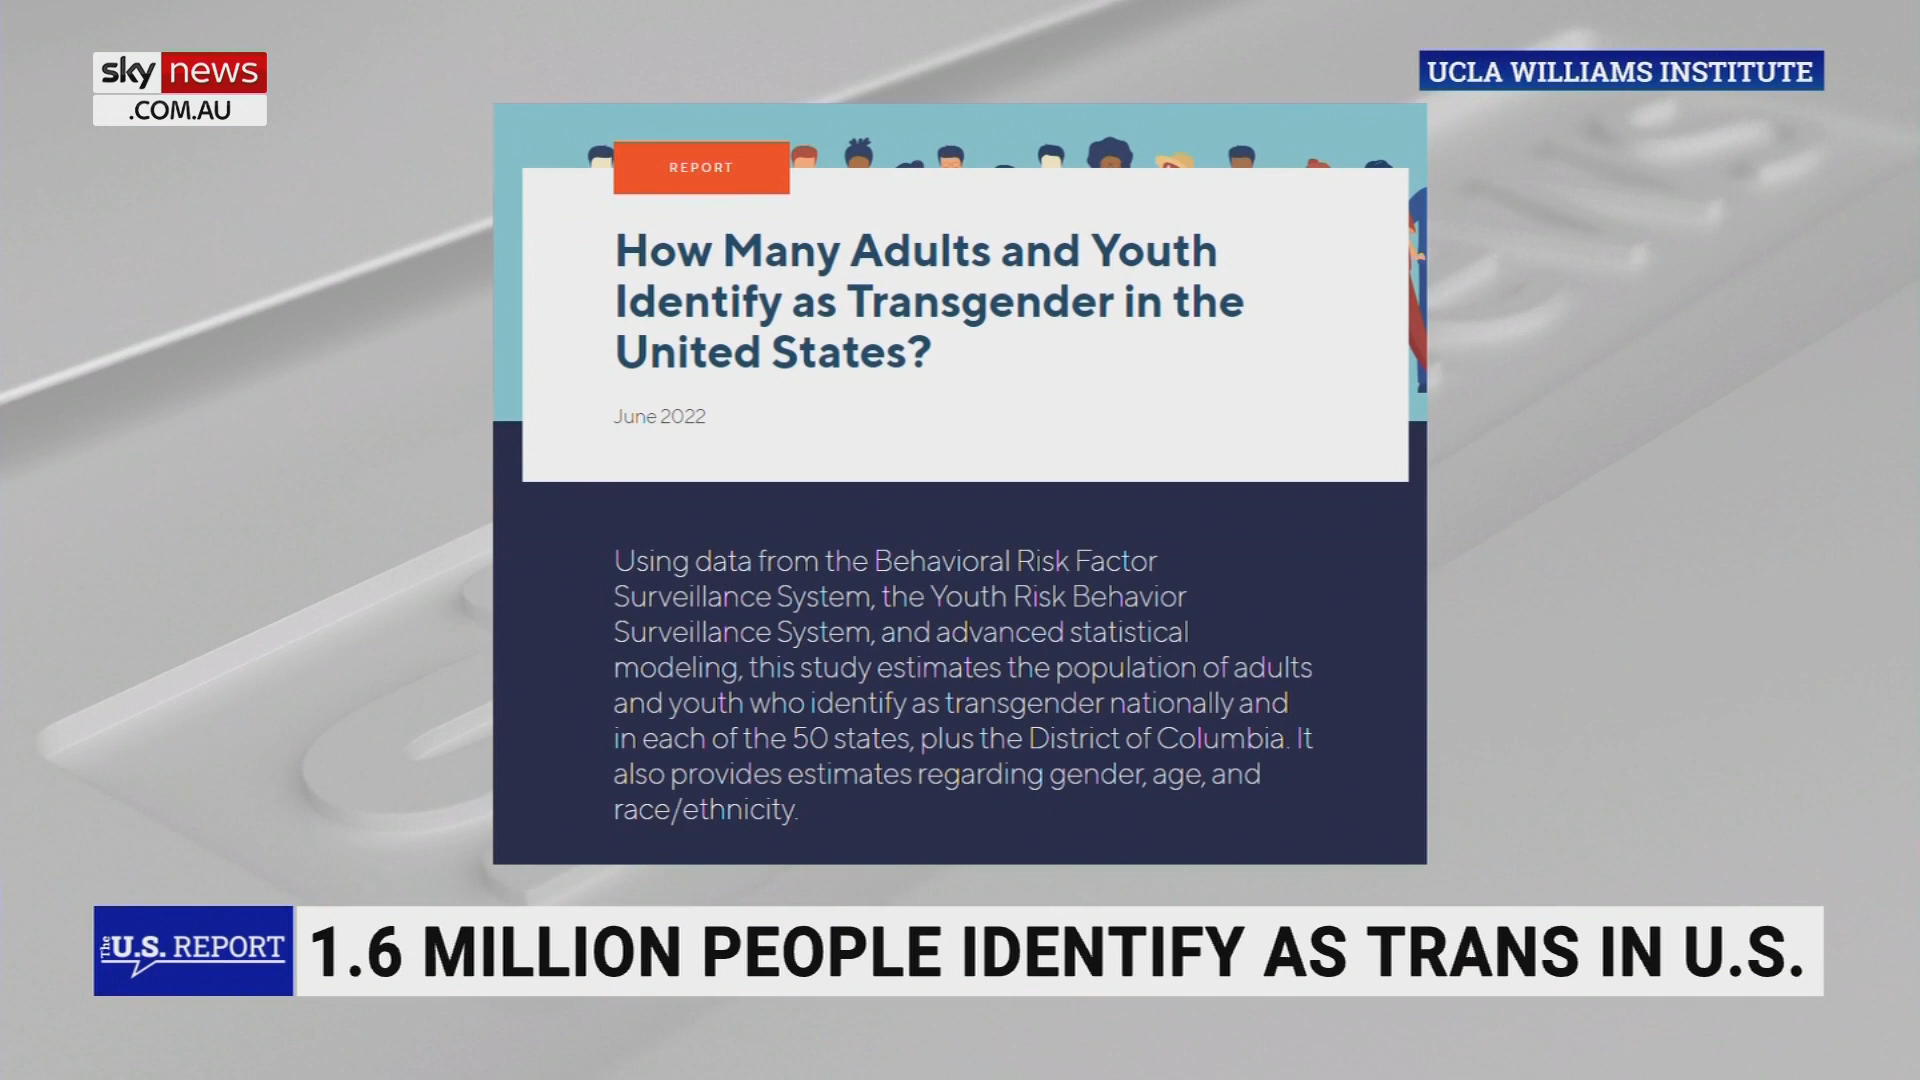 sky news
.COM.AU
UCLA WILLIAMS INSTITUTE
REPORT
How Many Adults and Youth
Identify as Transgender in the
United States?
June 2022
Using data from the Behavioral Risk Factor
Surveillance System, the Youth Risk Behavior
Surveillance System, and advanced statistical
modeling, this study estimates the population of adults
and youth who identify as transgender nationally and
in each of the 50 states, plus the District of Columbia. It
also provides estimates regarding gender, age, and
race/ethnicity.
The U.S. REPORT
1.6 MILLION PEOPLE IDENTIFY AS TRANS IN U.S.